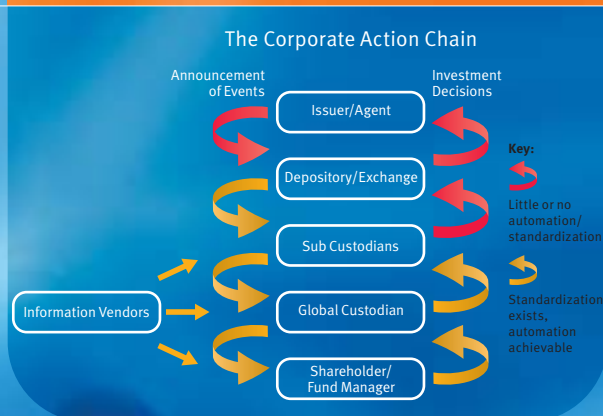 The Corporate Action Chain
Announcement
of Events
Investment
Decisions
Issuer/Agent
Depository/Exchange
Sub Custodians
Information Vendors
Global Custodian
Shareholder/
Fund Manager
Key:
Little or no
automation/
standardization
Standardization
exists,
automation
achievable